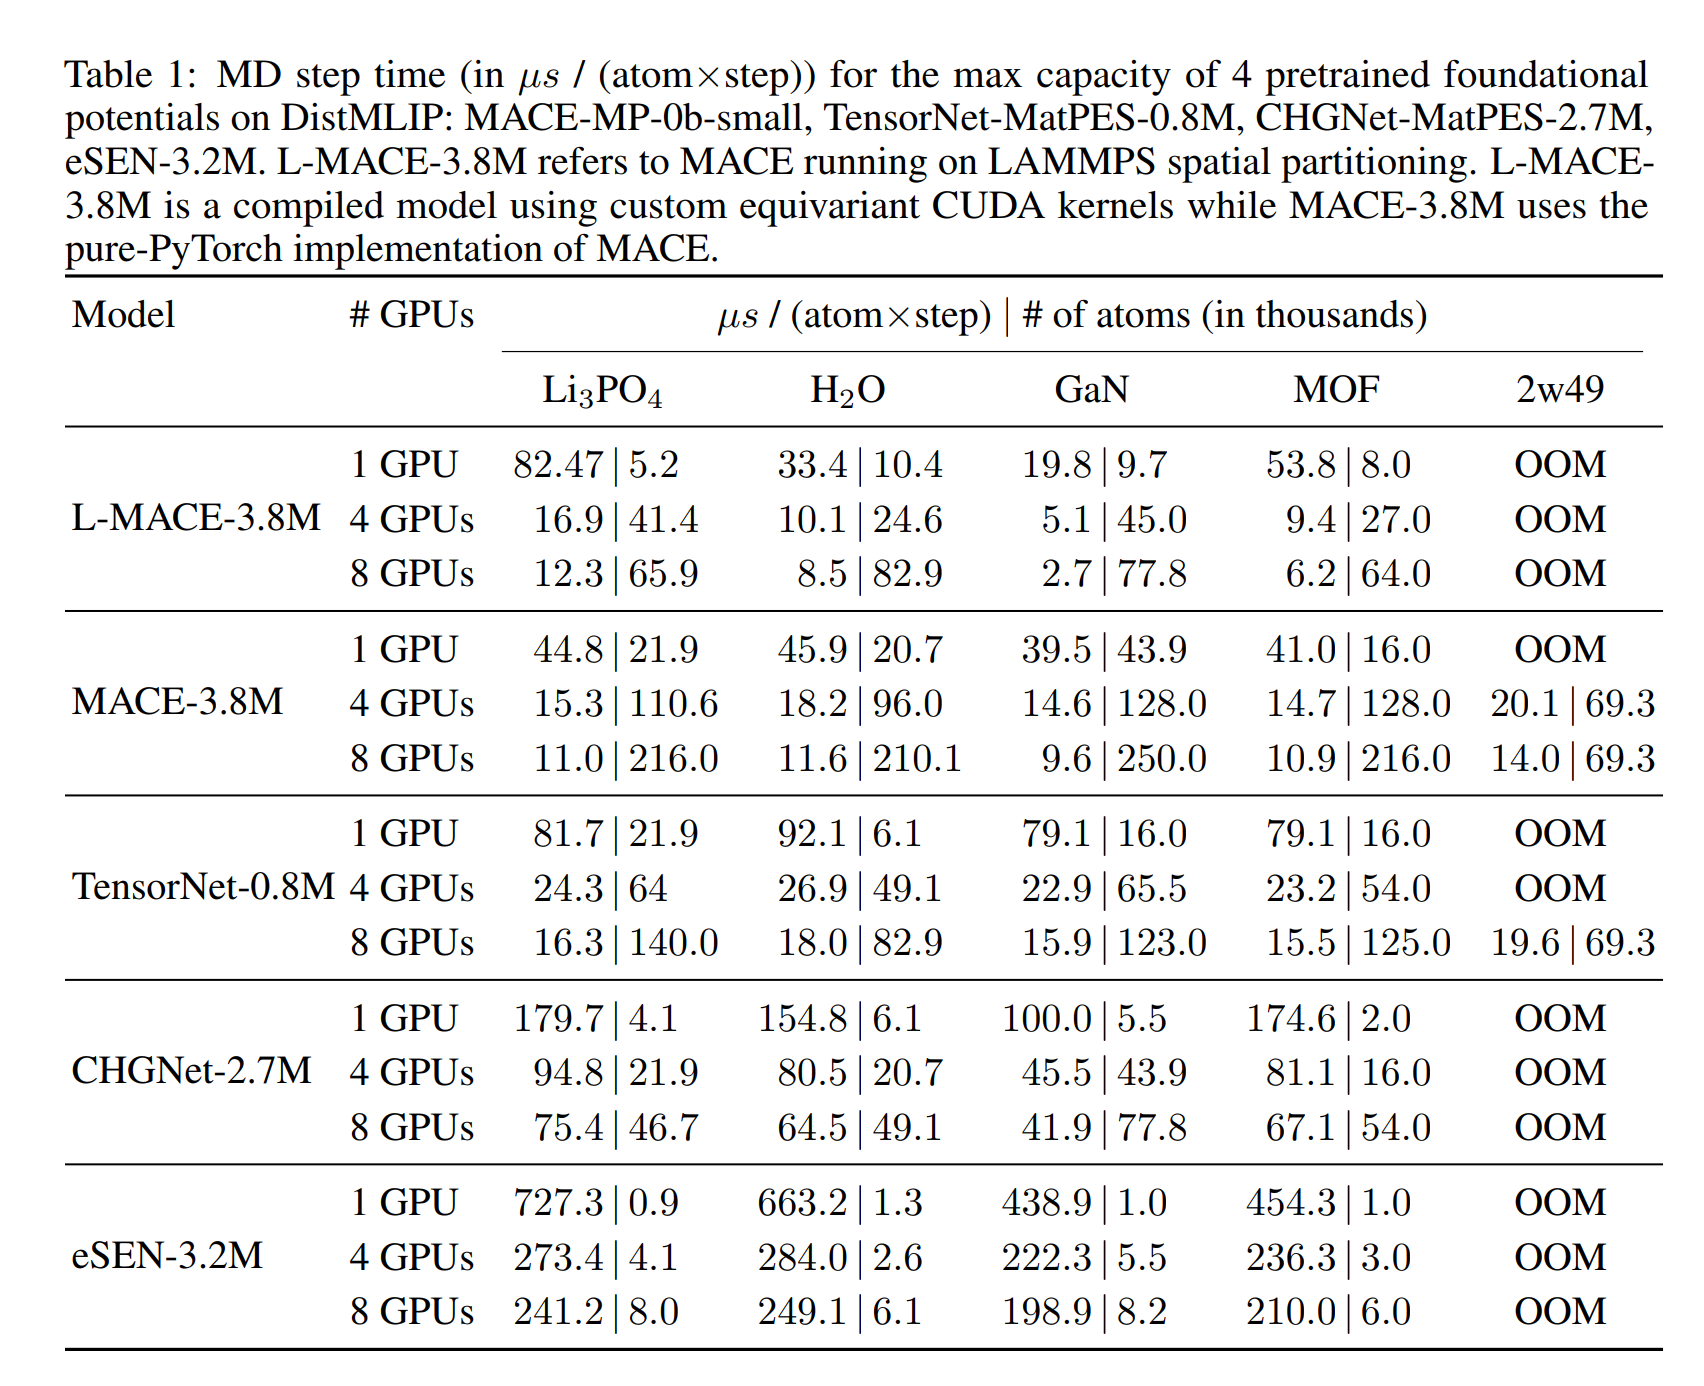 Table 1: MD step time (in μs / (atom×step)) for the max capacity of 4 pretrained foundational
potentials on DistMLIP: MACE-MP-0b-small, TensorNet-MatPES-0.8M, CHGNet-MatPES-2.7M,
eSEN-3.2M. L-MACE-3.8M refers to MACE running on LAMMPS spatial partitioning. L-MACE-
3.8M is a compiled model using custom equivariant CUDA kernels while MACE-3.8M uses the
pure-PyTorch implementation of MACE.
Model # GPUs μs / (atom×step) | # of atoms (in thousands)
Li₃PO₄ H₂O GaN MOF 2w49
1 GPU 82.47 | 5.2 33.4 | 10.4 19.8 | 9.7 53.8 | 8.0 OOM
L-MACE-3.8M 4 GPUs 16.9 | 41.4 10.1 | 24.6 5.1 | 45.0 9.4 | 27.0 OOM
8 GPUs 12.3 | 65.9 8.5 | 82.9 2.7 | 77.8 6.2 | 64.0 OOM
1 GPU 44.8 | 21.9 45.9 | 20.7 39.5 | 43.9 41.0 | 16.0 OOM
MACE-3.8M 4 GPUs 15.3 | 110.6 18.2 | 96.0 14.6 | 128.0 14.7 | 128.0 20.1 | 69.3
8 GPUs 11.0 | 216.0 11.6 | 210.1 9.6 | 250.0 10.9 | 216.0 14.0 | 69.3
1 GPU 81.7 | 21.9 92.1 | 6.1 79.1 | 16.0 79.1 | 16.0 OOM
TensorNet-0.8M 4 GPUs 24.3 | 64 26.9 | 49.1 22.9 | 65.5 23.2 | 54.0 OOM
8 GPUs 16.3 | 140.0 18.0 | 82.9 15.9 | 123.0 15.5 | 125.0 19.6 | 69.3
1 GPU 179.7 | 4.1 154.8 | 6.1 100.0 | 5.5 174.6 | 2.0 OOM
CHGNet-2.7M 4 GPUs 94.8 | 21.9 80.5 | 20.7 45.5 | 43.9 81.1 | 16.0 OOM
8 GPUs 75.4 | 46.7 64.5 | 49.1 41.9 | 77.8 67.1 | 54.0 OOM
1 GPU 727.3 | 0.9 663.2 | 1.3 438.9 | 1.0 454.3 | 1.0 OOM
eSEN-3.2M 4 GPUs 273.4 | 4.1 284.0 | 2.6 222.3 | 5.5 236.3 | 3.0 OOM
8 GPUs 241.2 | 8.0 249.1 | 6.1 198.9 | 8.2 210.0 | 6.0 OOM